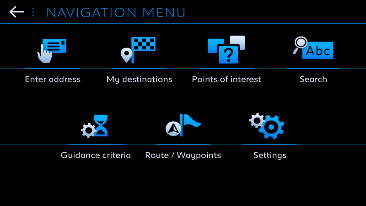 NAVIGATION MENU
Abc
Enter address
My destinations
Points of interest
Search
Guidance criteria
Route / Waypoints
Settings